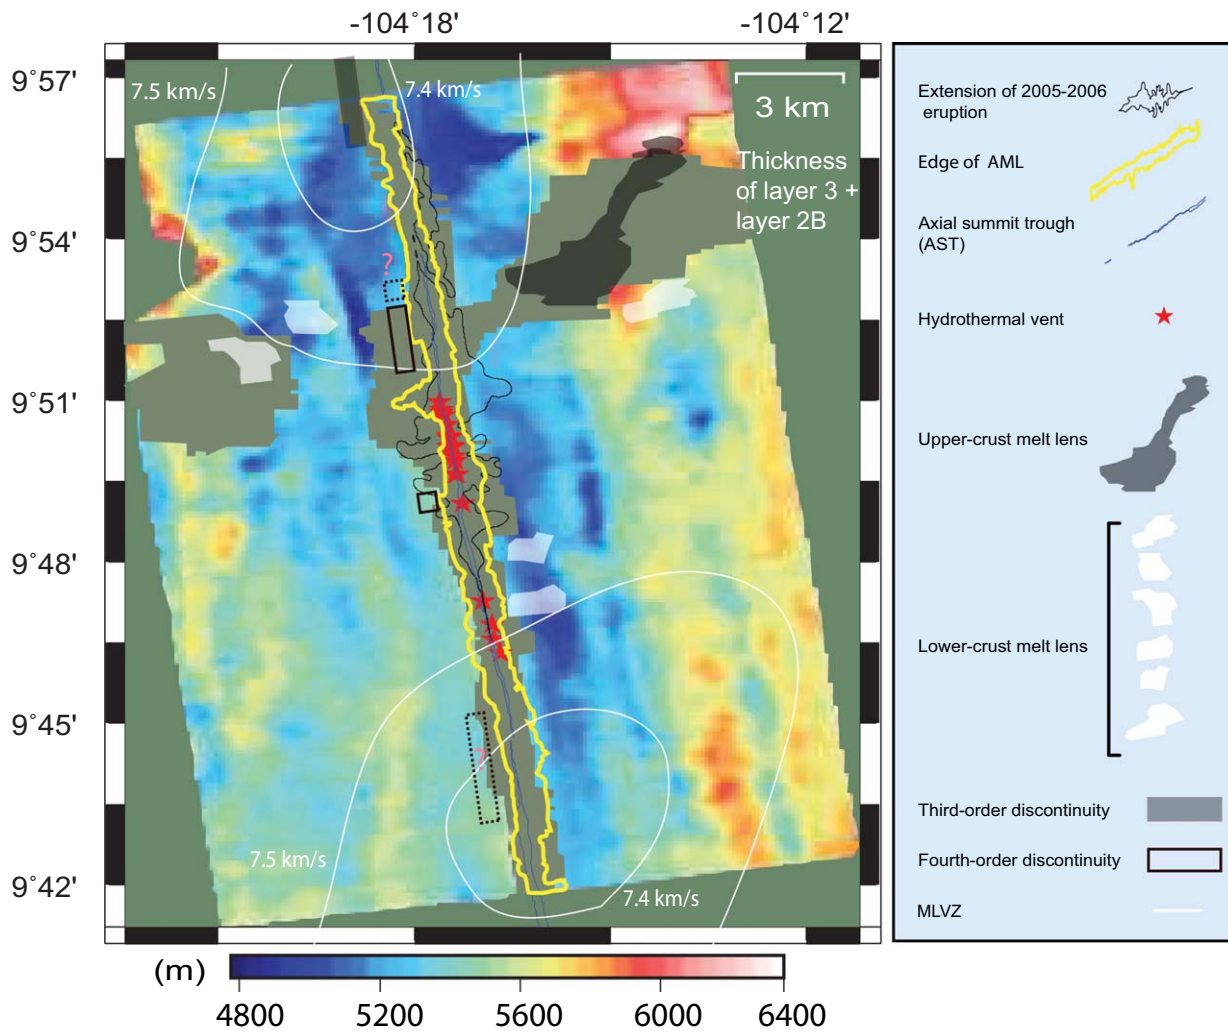 -104°18' -104°12'
9°57'
9°54'
9°51'
9°48'
9°45'
9°42'
7.5 km/s
7.4 km/s
3 km
Thickness
of layer 3 +
layer 2B
?
?
7.5 km/s
7.4 km/s
(m)
4800 5200 5600 6000 6400
Extension of 2005-2006
eruption
Edge of AML
Axial summit trough
(AST)
Hydrothermal vent
Upper-crust melt lens
Lower-crust melt lens
Third-order discontinuity
Fourth-order discontinuity
MLVZ